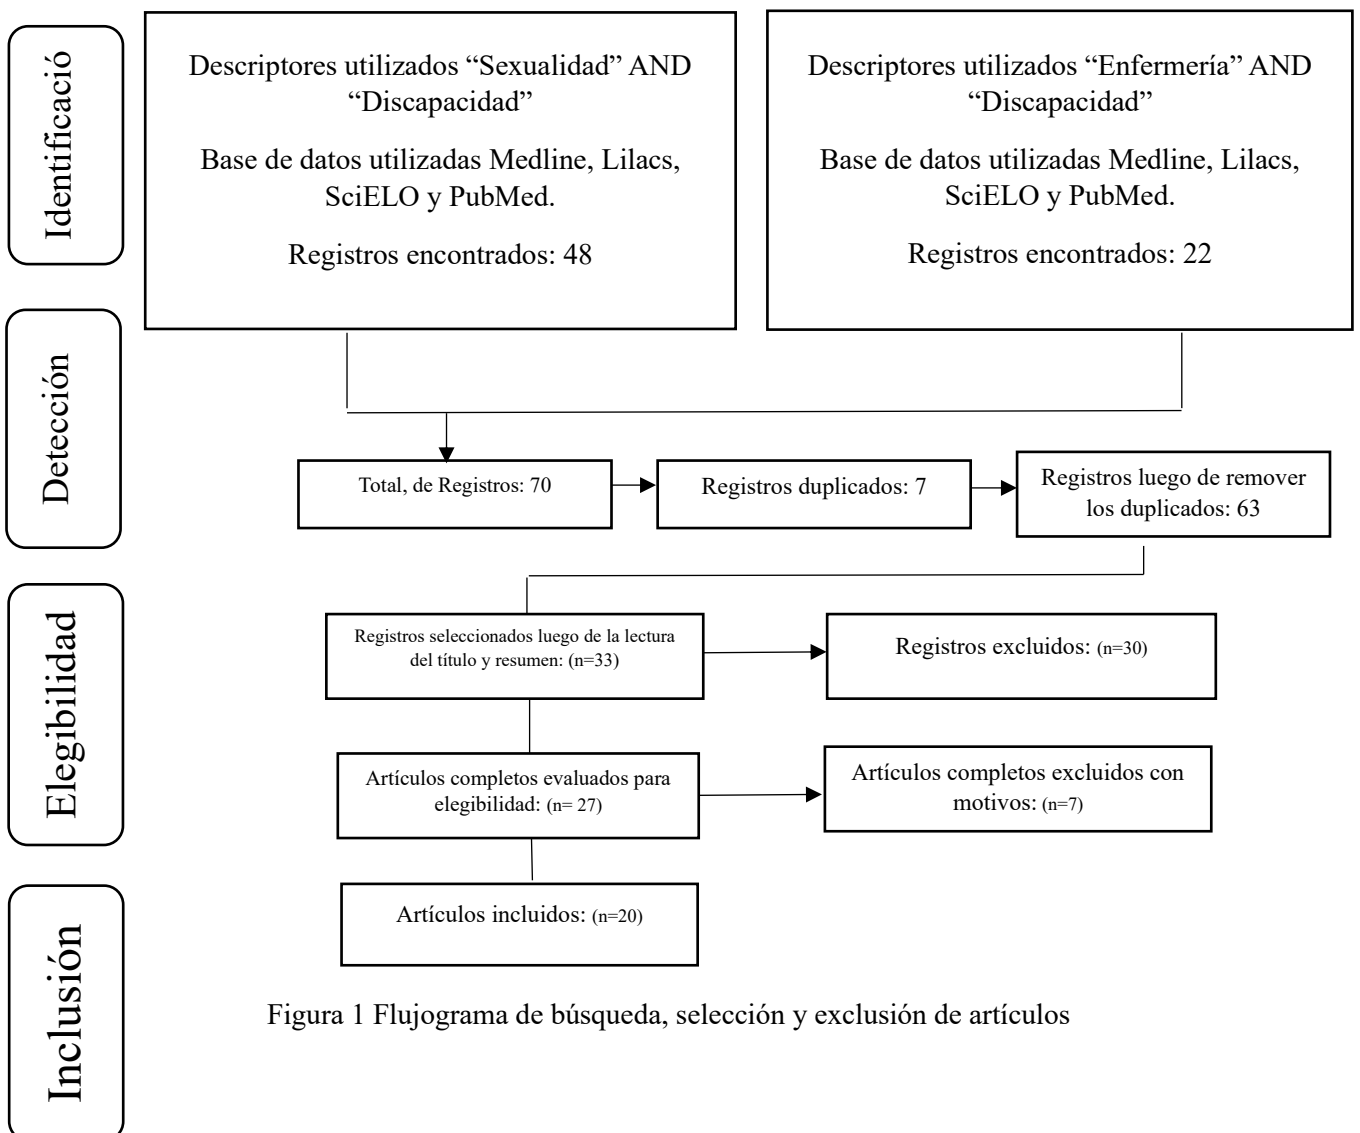 Identificació
Descriptores utilizados “Sexualidad” AND
“Discapacidad”
Base de datos utilizadas Medline, Lilacs,
SciELO y PubMed.
Registros encontrados: 48
Descriptores utilizados “Enfermería” AND
“Discapacidad”
Base de datos utilizadas Medline, Lilacs,
SciELO y PubMed.
Registros encontrados: 22
Detección
Total, de Registros: 70
Registros duplicados: 7
Registros luego de remover
los duplicados: 63
Elegibilidad
Registros seleccionados luego de la lectura
del título y resumen: (n=33)
Registros excluidos: (n=30)
Artículos completos evaluados para
elegibilidad: (n= 27)
Artículos completos excluidos con
motivos: (n=7)
Inclusión
Artículos incluidos: (n=20)
Figura 1 Flujograma de búsqueda, selección y exclusión de artículos